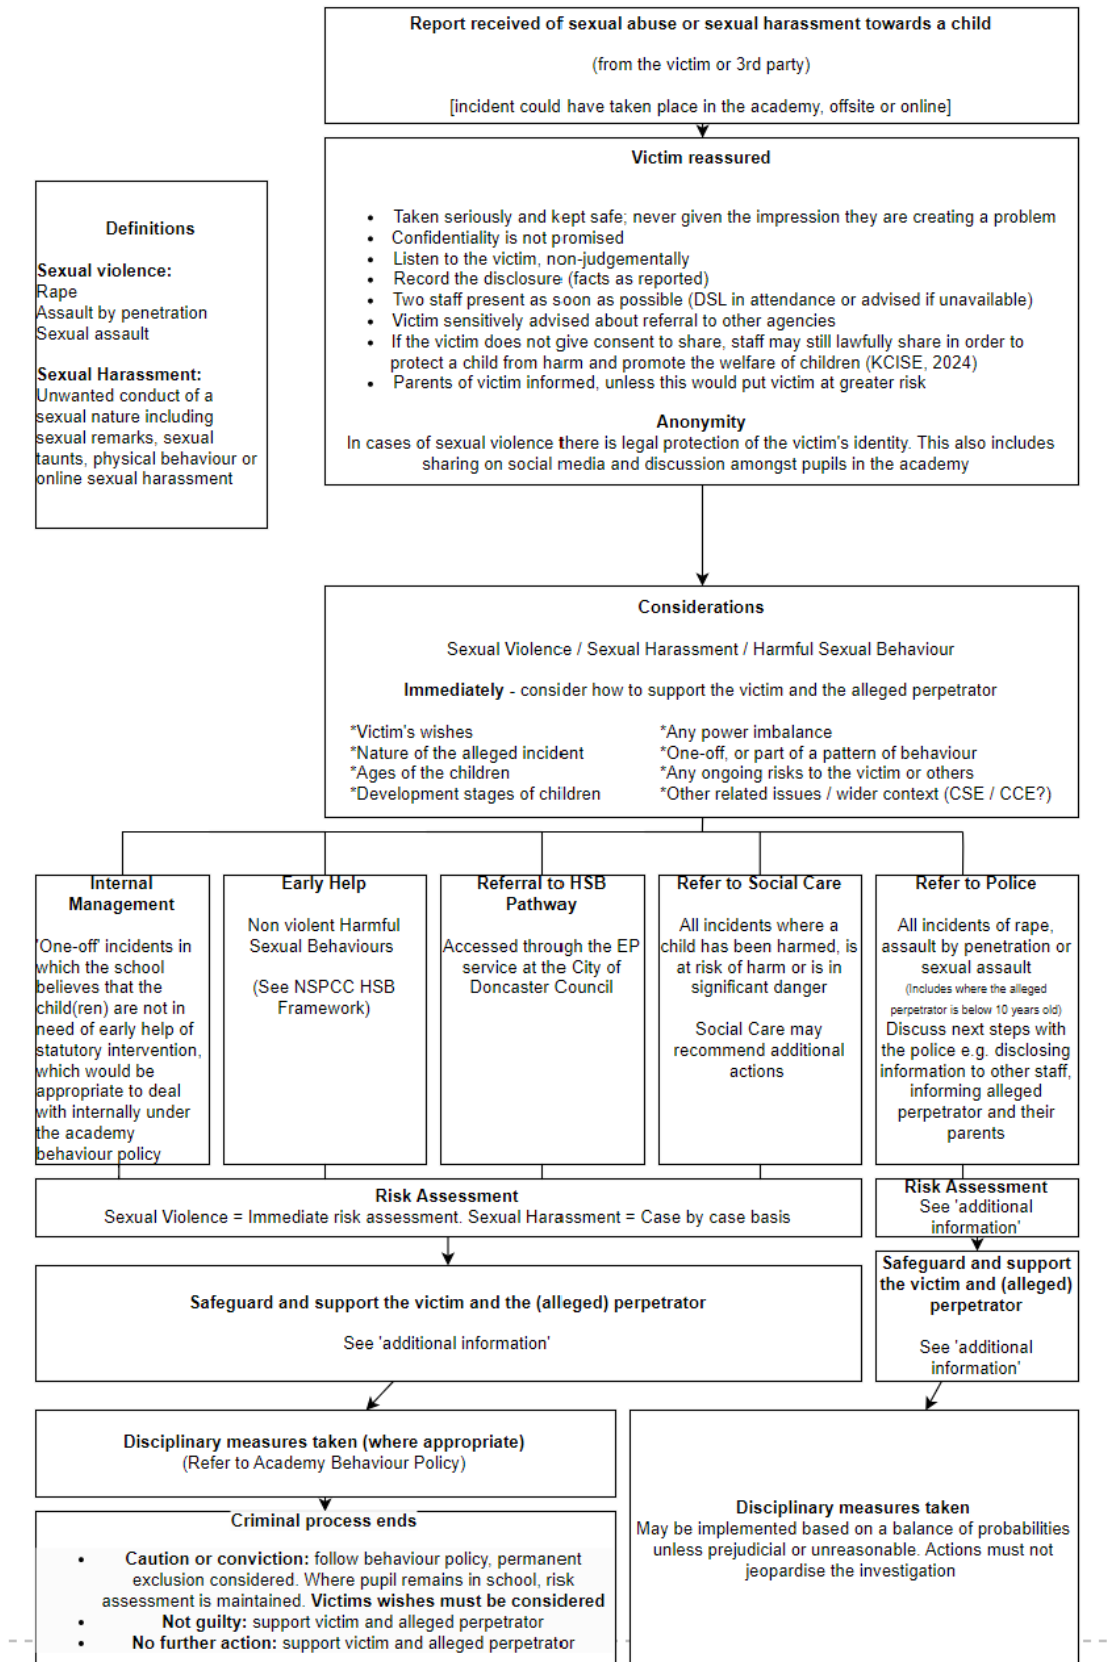 Report received of sexual abuse or sexual harassment towards a child
(from the victim or 3rd party)
[incident could have taken place in the academy, offsite or online]
Victim reassured
• Taken seriously and kept safe; never given the impression they are creating a problem
• Confidentiality is not promised
• Listen to the victim, non-judgementally
• Record the disclosure (facts as reported)
• Two staff present as soon as possible (DSL in attendance or advised if unavailable)
• Victim sensitively advised about referral to other agencies
• If the victim does not give consent to share, staff may still lawfully share in order to
protect a child from harm and promote the welfare of children (KCISE, 2024)
• Parents of victim informed, unless this would put victim at greater risk
Anonymity
In cases of sexual violence there is legal protection of the victim's identity. This also includes
sharing on social media and discussion amongst pupils in the academy
Definitions
Sexual violence:
Rape
Assault by penetration
Sexual assault
Sexual Harassment:
Unwanted conduct of a
sexual nature including
sexual remarks, sexual
taunts, physical behaviour or
online sexual harassment
Considerations
Sexual Violence / Sexual Harassment / Harmful Sexual Behaviour
Immediately - consider how to support the victim and the alleged perpetrator
*Victim's wishes
*Nature of the alleged incident
*Ages of the children
*Development stages of children
*Any power imbalance
*One-off, or part of a pattern of behaviour
*Any ongoing risks to the victim or others
*Other related issues / wider context (CSE / CCE?)
Internal
Management
'One-off' incidents in
which the school
believes that the
child(ren) are not in
need of early help of
statutory intervention,
which would be
appropriate to deal
with internally under
the academy
behaviour policy
Early Help
Non violent Harmful
Sexual Behaviours
(See NSPCC HSB
Framework)
Referral to HSB
Pathway
Accessed through the EP
service at the City of
Doncaster Council
Refer to Social Care
All incidents where a
child has been harmed, is
at risk of harm or is in
significant danger
Social Care may
recommend additional
actions
Refer to Police
All incidents of rape,
assault by penetration or
sexual assault
(Includes where the alleged
perpetrator is below 10 years old)
Discuss next steps with
the police e.g. disclosing
information to other staff,
informing alleged
perpetrator and their
parents
Risk Assessment
Sexual Violence = Immediate risk assessment. Sexual Harassment = Case by case basis
Risk Assessment
See 'additional
information'
Safeguard and support the victim and the (alleged) perpetrator
See 'additional information'
Safeguard and support
the victim and (alleged)
perpetrator
See 'additional
information'
Disciplinary measures taken (where appropriate)
(Refer to Academy Behaviour Policy)
Criminal process ends
• Caution or conviction: follow behaviour policy, permanent
exclusion considered. Where pupil remains in school, risk
assessment is maintained. Victims wishes must be considered
• Not guilty: support victim and alleged perpetrator
• No further action: support victim and alleged perpetrator
Disciplinary measures taken
May be implemented based on a balance of probabilities
unless prejudicial or unreasonable. Actions must not
jeopardise the investigation